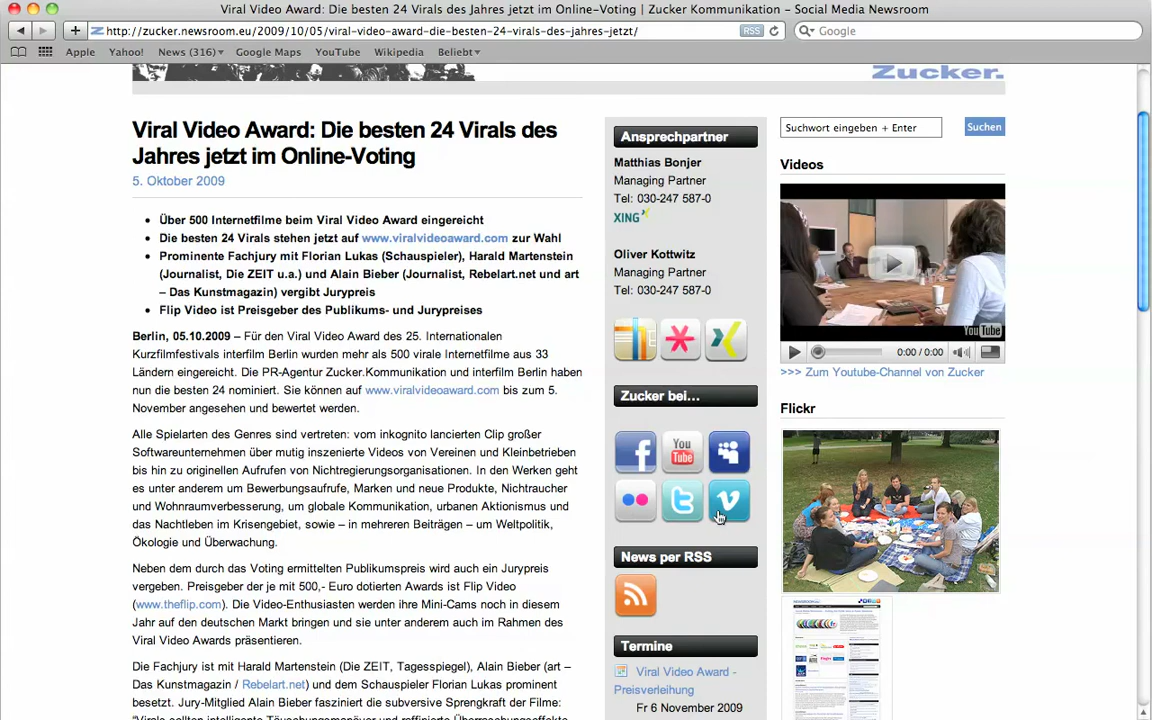 Viral Video Award: Die besten 24 Virals des Jahres jetzt im Online-Voting | Zucker Kommunikation - Social Media Newsroom
http://zucker.newsroom.eu/2009/10/05/viral-video-award-die-besten-24-virals-des-jahres-jetzt/
RSS
Google
Apple
Yahoo!
News (316)
Google Maps
YouTube
Wikipedia
Beliebt
Zucker.
Viral Video Award: Die besten 24 Virals des
Jahres jetzt im Online-Voting
5. Oktober 2009
• Über 500 Internetfilme beim Viral Video Award eingereicht
• Die besten 24 Virals stehen jetzt auf www.viralvideoaward.com zur Wahl
• Prominente Fachjury mit Florian Lukas (Schauspieler), Harald Martenstein
(Journalist, Die ZEIT u.a.) und Alain Bieber (Journalist, Rebelart.net und art
– Das Kunstmagazin) vergibt Jurypreis
• Flip Video ist Preisgeber des Publikums- und Jurypreises
Berlin, 05.10.2009 – Für den Viral Video Award des 25. Internationalen
Kurzfilmfestivals interfilm Berlin wurden mehr als 500 virale Internetfilme aus 33
Ländern eingereicht. Die PR-Agentur Zucker.Kommunikation und interfilm Berlin haben
nun die besten 24 nominiert. Sie können auf www.viralvideoaward.com bis zum 5.
November angesehen und bewertet werden.
Alle Spielarten des Genres sind vertreten: vom inkognito lancierten Clip großer
Softwareunternehmen über mutig inszenierte Videos von Vereinen und Kleinbetrieben
bis hin zu originellen Aufrufen von Nichtregierungsorganisationen. In den Werken geht
es unter anderem um Bewerbungsaufrufe, Marken und neue Produkte, Nichtraucher
und Wohnraumverbesserung, um globale Kommunikation, urbanen Aktionismus und
das Nachtleben im Krisengebiet, sowie – in mehreren Beiträgen – um Weltpolitik,
Ökologie und Überwachung.
Neben dem durch das Voting ermittelten Publikumspreis wird auch ein Jurypreis
vergeben. Preisgeber der je mit 500,- Euro dotierten Awards ist Flip Video
(www.theflip.com). Die Video-Enthusiasten werden ihre Mini-Cams noch in diesem
Jahr auf den deutschen Markt bringen und sie unter anderem auch im Rahmen des
Viral Video Awards präsentieren.
Die Fachjury ist mit Harald Martenstein (Die ZEIT, Tagesspiegel), Alain Bieber (art –
Das Kunstmagazin / Rebelart.net) und dem Schauspieler Florian Lukas prominent
besetzt. Jury-Mitglied Alain Bieber fasziniert die subversive Sprengkraft der Filme:
"Virals sollten intelligente Täuschungsmanöver und raffinierte Überraschungseffekte
Ansprechpartner
Matthias Bonjer
Managing Partner
Tel: 030-247 587-0
XING
Oliver Kottwitz
Managing Partner
Tel: 030-247 587-0
Zucker bei...
You
Tube
News per RSS
Termine
Viral Video Award -
Preisverleihung
Fr 6 November 2009
Suchwort eingeben + Enter
Suchen
Videos
YouTube
0:00 / 0:00
>>> Zum Youtube-Channel von Zucker
Flickr